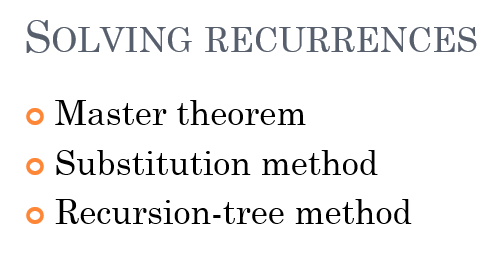 SOLVING RECURRENCES
Master theorem
Substitution method
Recursion-tree method